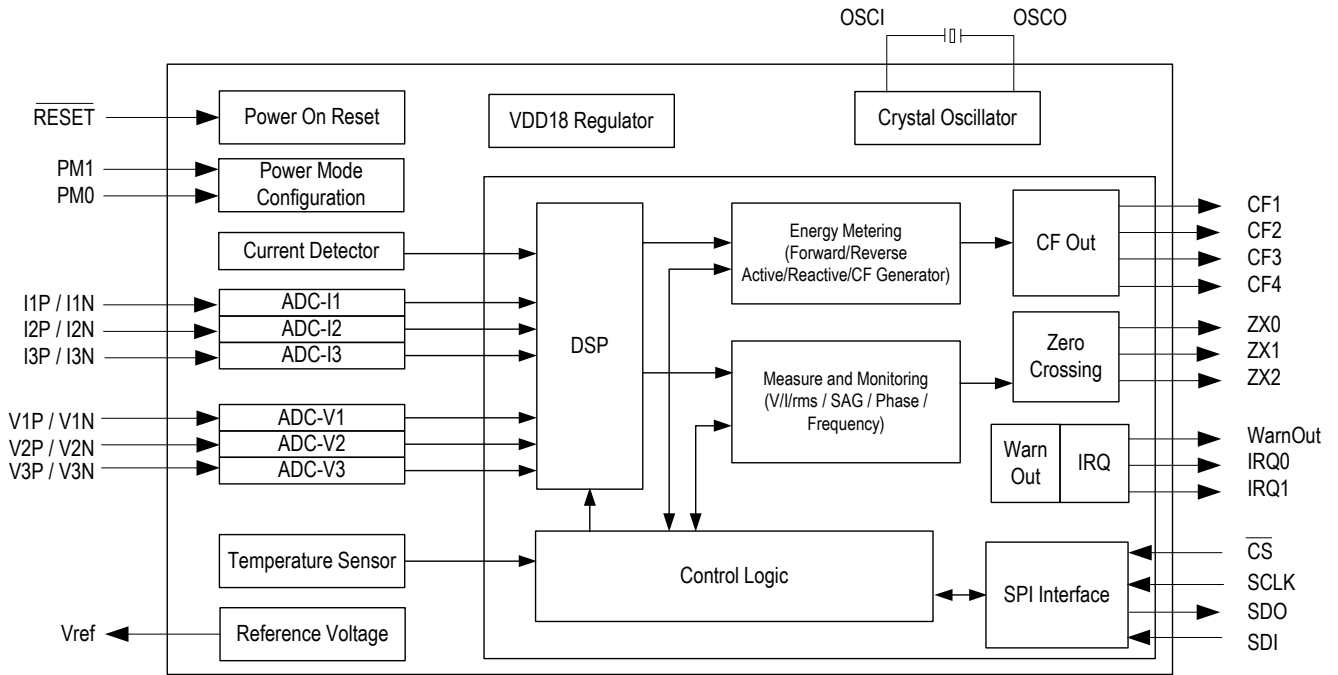 OSCI
OSCO
RESET
Power On Reset
VDD18 Regulator
Crystal Oscillator
PM1
PM0
Power Mode
Configuration
Current Detector
I1P / I1N
I2P / I2N
I3P / I3N
ADC-I1
ADC-I2
ADC-I3
V1P / V1N
V2P / V2N
V3P / V3N
ADC-V1
ADC-V2
ADC-V3
Temperature Sensor
Vref
Reference Voltage
DSP
Energy Metering
(Forward/Reverse
Active/Reactive/CF Generator)
Measure and Monitoring
(V/I/rms / SAG / Phase /
Frequency)
Control Logic
CF Out
CF1
CF2
CF3
CF4
Zero
Crossing
ZX0
ZX1
ZX2
Warn
Out
IRQ
WarnOut
IRQ0
IRQ1
SPI Interface
CS
SCLK
SDO
SDI